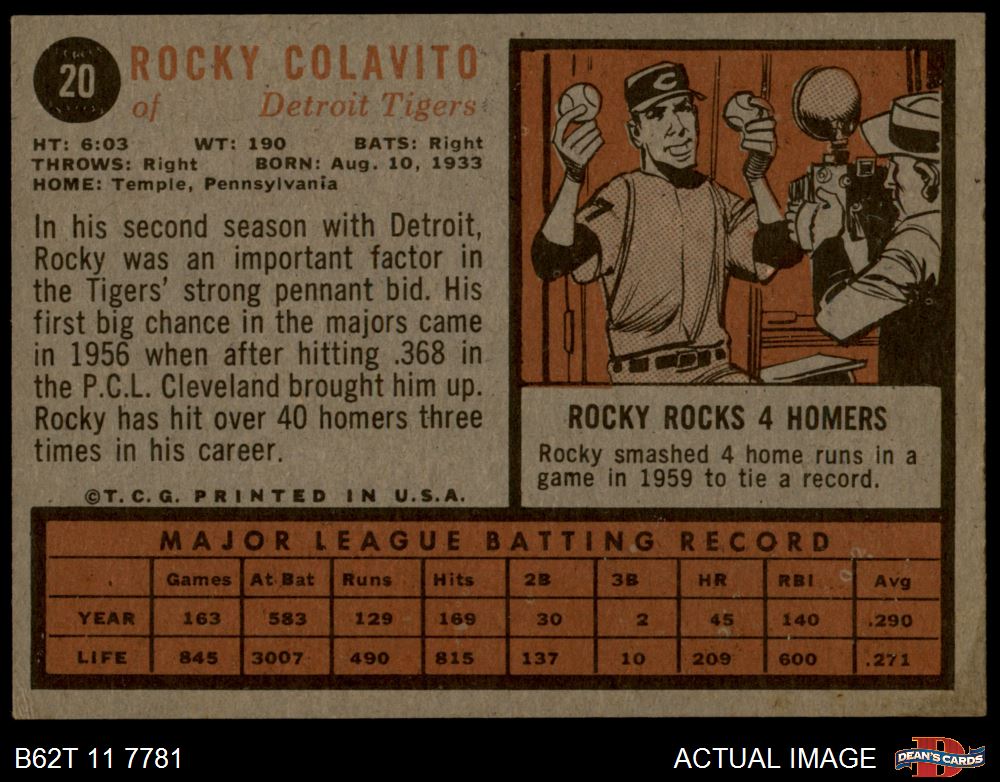 20
ROCKY COLAVITO
of Detroit Tigers
HT: 6:03 WT: 190 BATS: Right
THROWS: Right BORN: Aug. 10, 1933
HOME: Temple, Pennsylvania
In his second season with Detroit,
Rocky was an important factor in
the Tigers' strong pennant bid. His
first big chance in the majors came
in 1956 when after hitting .368 in
the P.C.L. Cleveland brought him up.
Rocky has hit over 40 homers three
times in his career.
©T.C.G. PRINTED IN U.S.A.
C
ROCKY ROCKS 4 HOMERS
Rocky smashed 4 home runs in a
game in 1959 to tie a record.
MAJOR LEAGUE BATTING RECORD
Games At Bat Runs Hits 2B 3B HR RBI Avg
YEAR 163 583 129 169 30 2 45 140 .290
LIFE 845 3007 490 815 137 10 209 600 .271
B62T 11 7781
ACTUAL IMAGE
D
DEAN'S CARDS